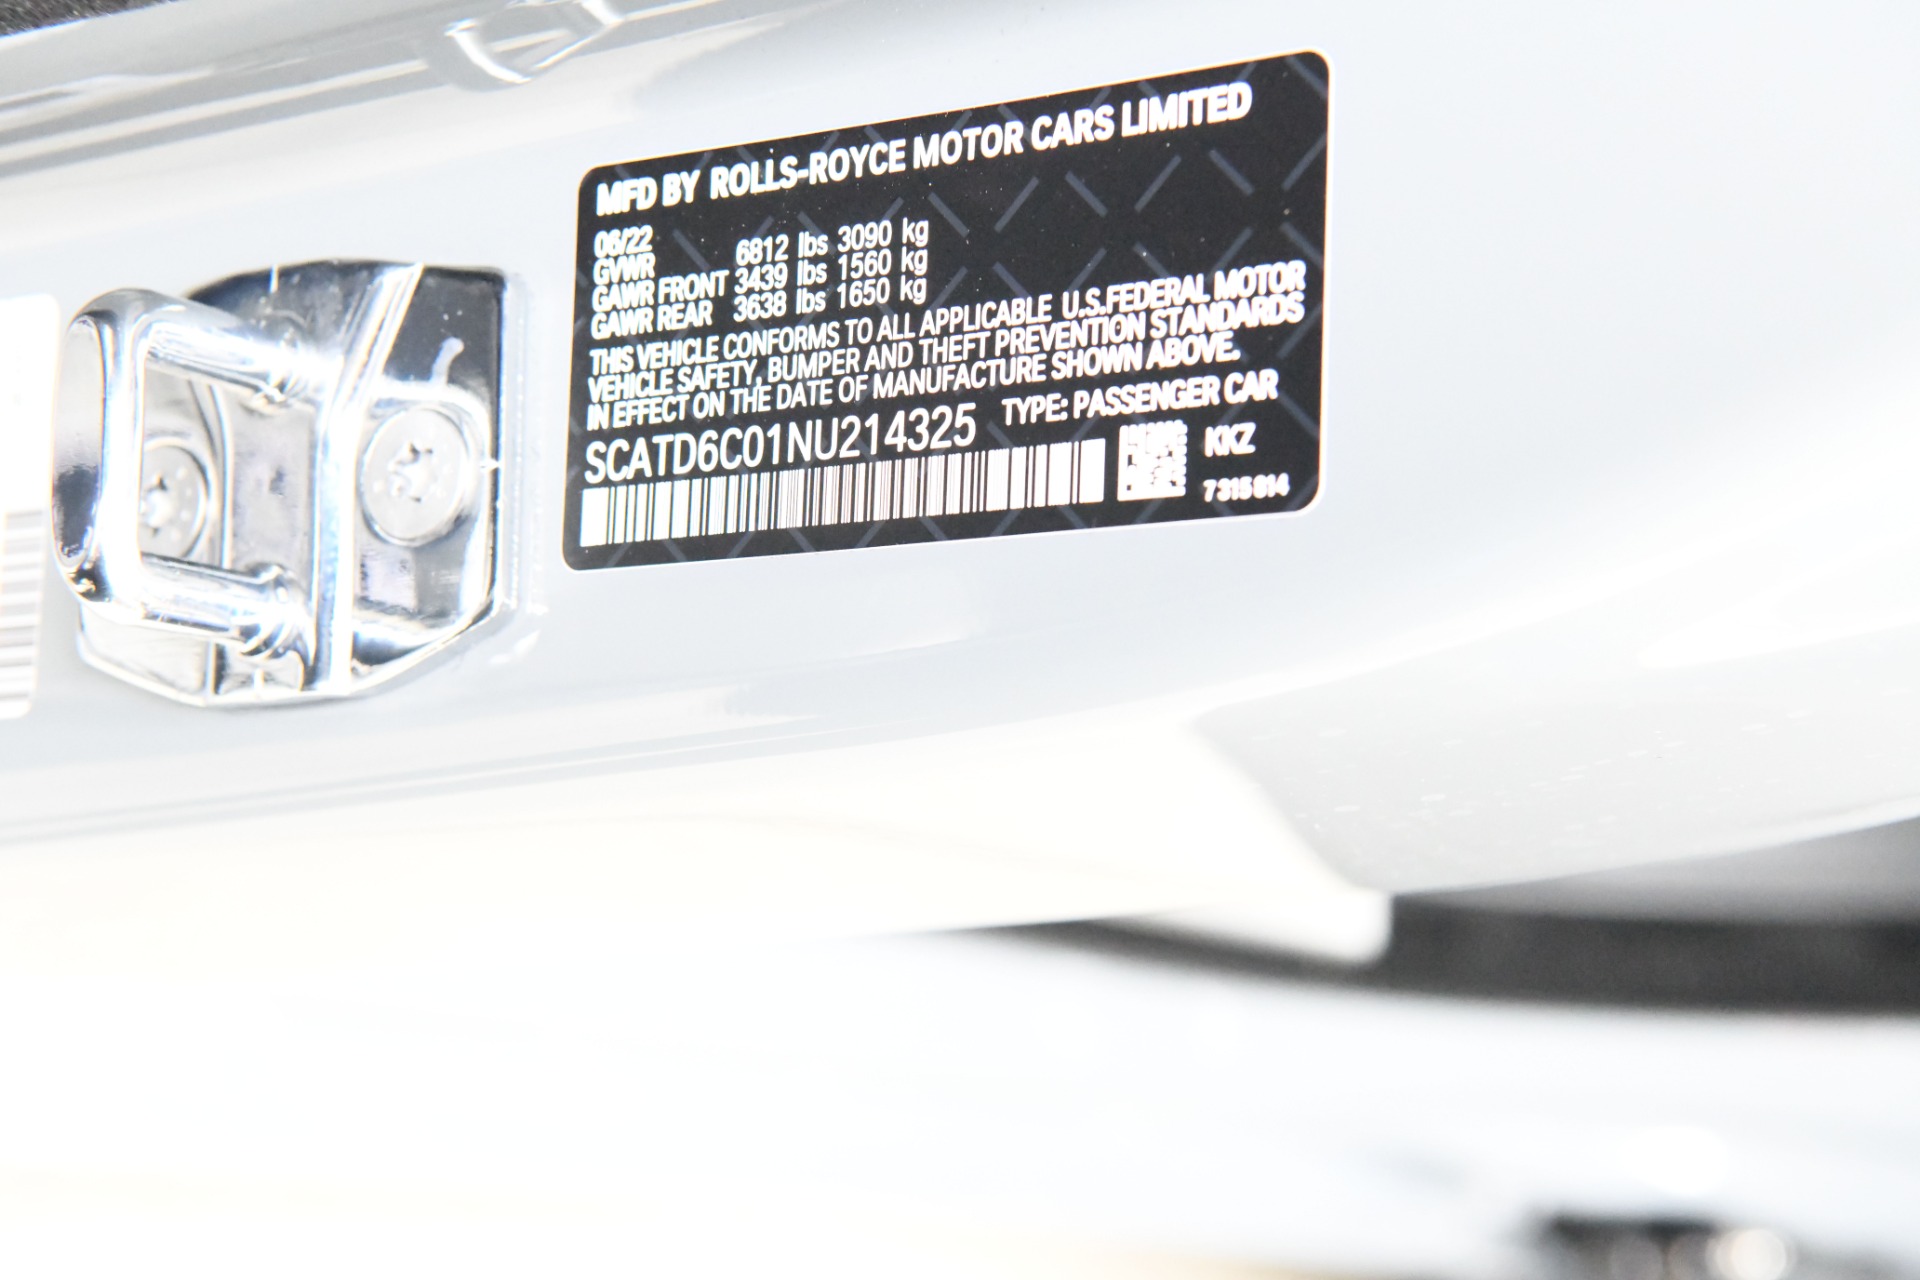 MFD BY ROLLS-ROYCE MOTOR CARS LIMITED
06/22
GVWR 6812 lbs 3090 kg
GAWR FRONT 3439 lbs 1560 kg
GAWR REAR 3638 lbs 1650 kg
THIS VEHICLE CONFORMS TO ALL APPLICABLE U.S.FEDERAL MOTOR
VEHICLE SAFETY, BUMPER AND THEFT PREVENTION STANDARDS
IN EFFECT ON THE DATE OF MANUFACTURE SHOWN ABOVE.
SCATD6C01NU214325 TYPE: PASSENGER CAR
KKZ
7315814